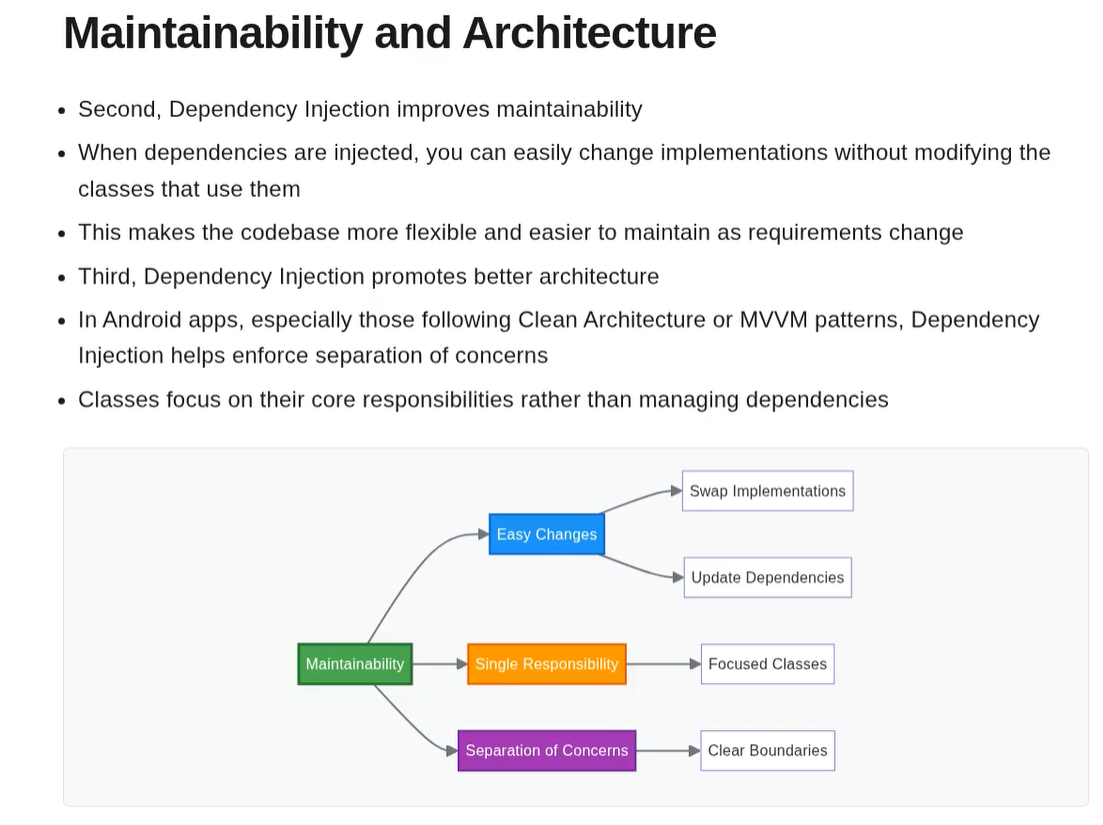 Maintainability and Architecture
Second, Dependency Injection improves maintainability
When dependencies are injected, you can easily change implementations without modifying the
classes that use them
This makes the codebase more flexible and easier to maintain as requirements change
Third, Dependency Injection promotes better architecture
In Android apps, especially those following Clean Architecture or MVVM patterns, Dependency
Injection helps enforce separation of concerns
Classes focus on their core responsibilities rather than managing dependencies
Swap Implementations
Easy Changes
Update Dependencies
Maintainability
Single Responsibility
Focused Classes
Separation of Concerns
Clear Boundaries